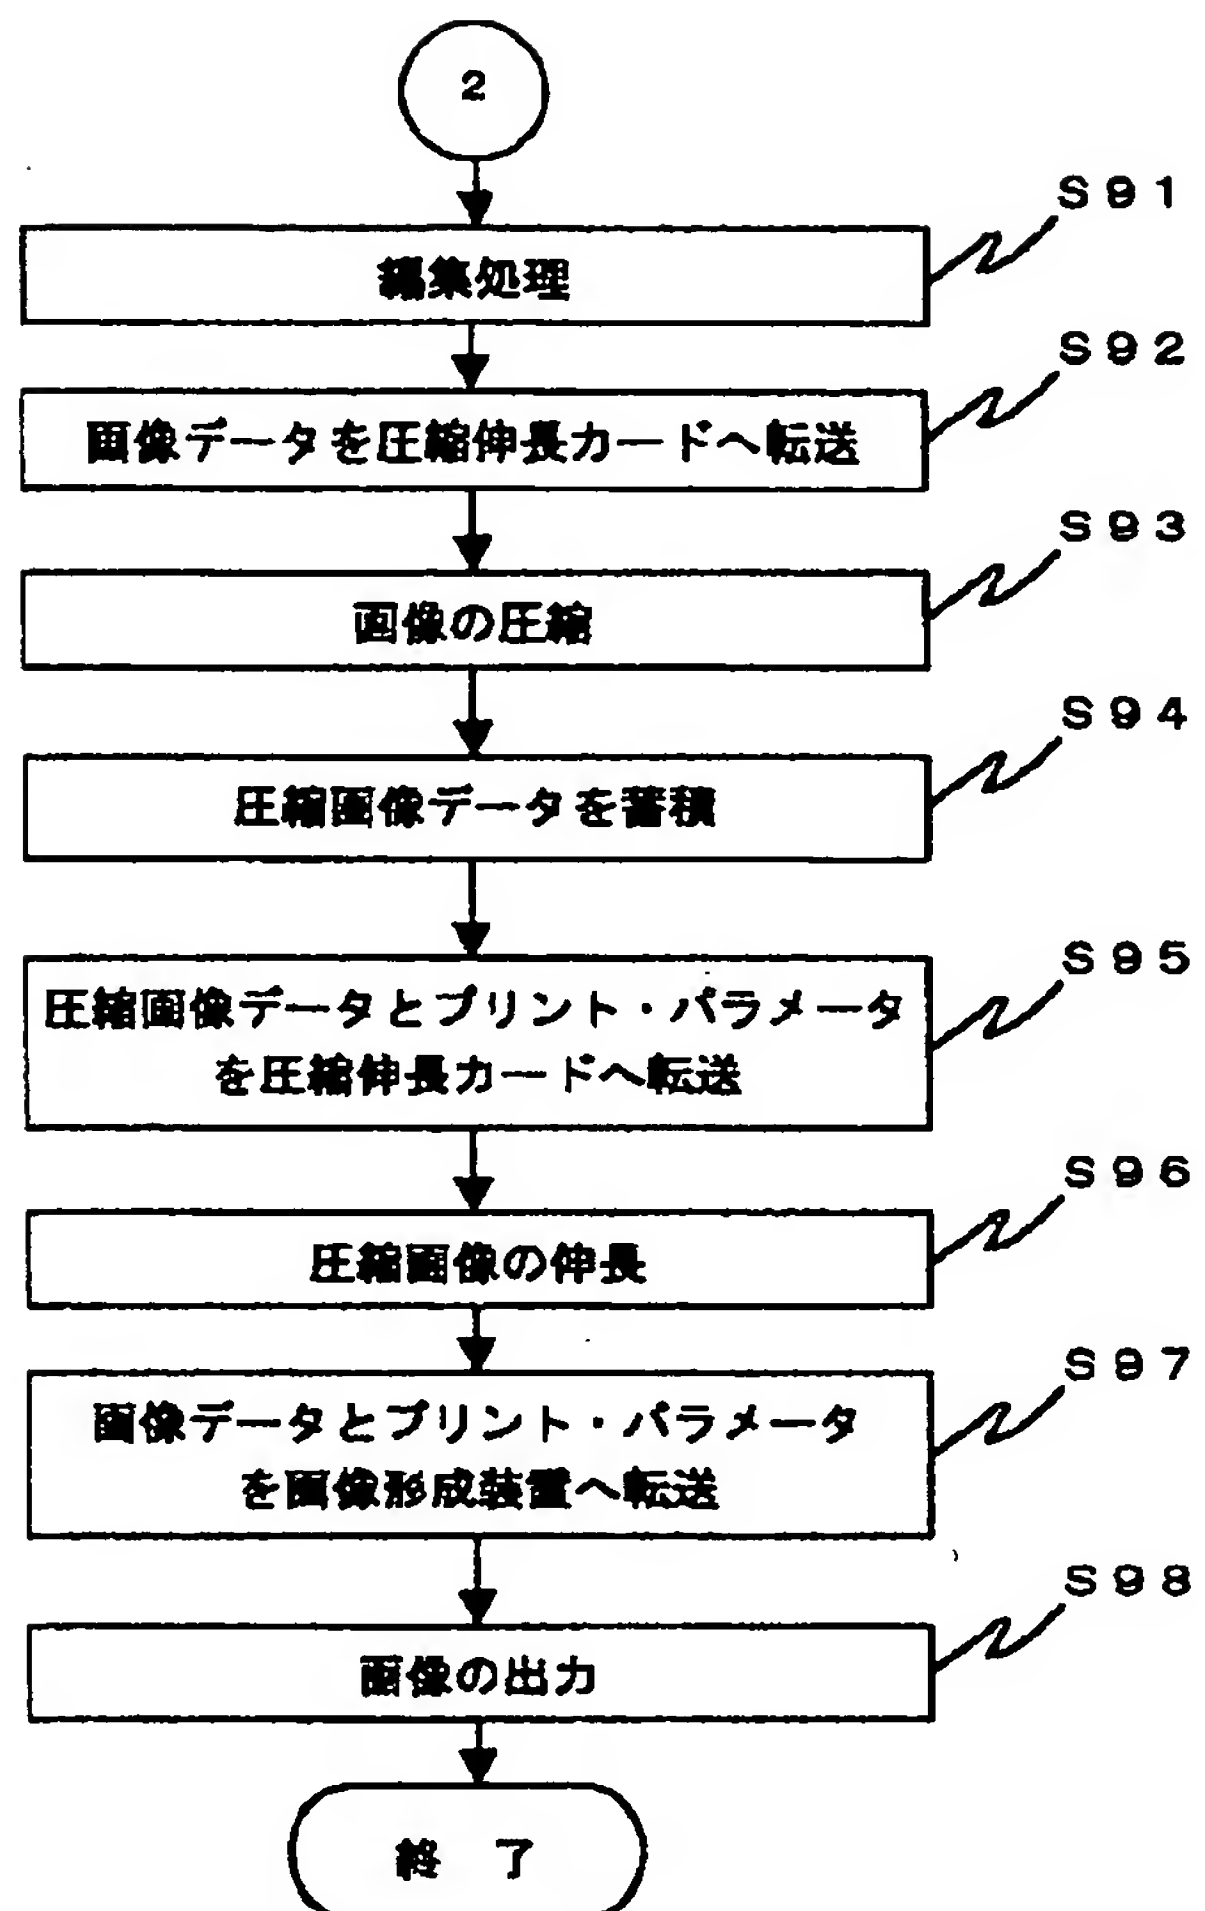 2
S91
編集処理
S92
画像データを圧縮伸長カードへ転送
S93
画像の圧縮
S94
圧縮画像データを蓄積
S95
圧縮画像データとプリント・パラメータ
を圧縮伸長カードへ転送
S96
圧縮画像の伸長
S97
画像データとプリント・パラメータ
を画像形成装置へ転送
S98
画像の出力
終 了